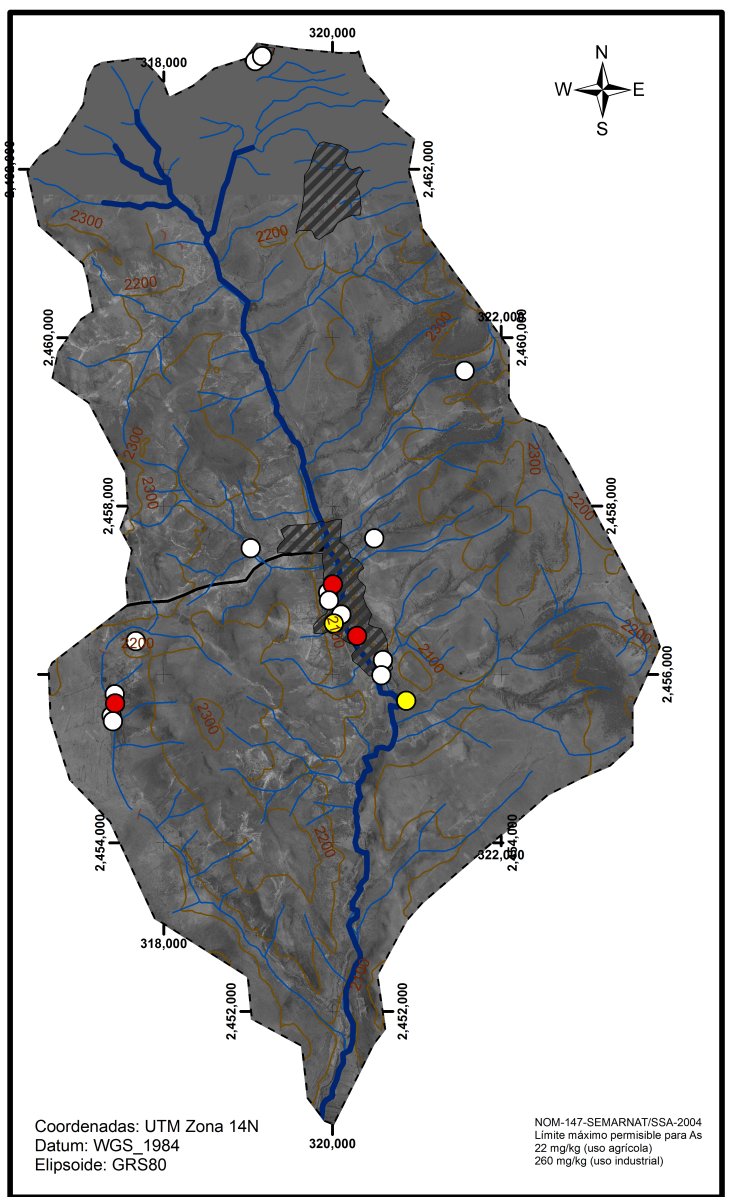 320,000
318,000
N
W E
S
2,462,000
2300
2200
2200
322,000
2,460,000
2,460,000
2300
2300
2300
2300
2200
2,458,000
2,458,000
2200
2200
2100
2,456,000
2300
2200
2,454,000
2,454,000
322,000
318,000
2,452,000
2,452,000
Coordenadas: UTM Zona 14N
Datum: WGS_1984
Elipsoide: GRS80
320,000
NOM-147-SEMARNAT/SSA-2004
Límite máximo permisible para As
22 mg/kg (uso agrícola)
260 mg/kg (uso industrial)